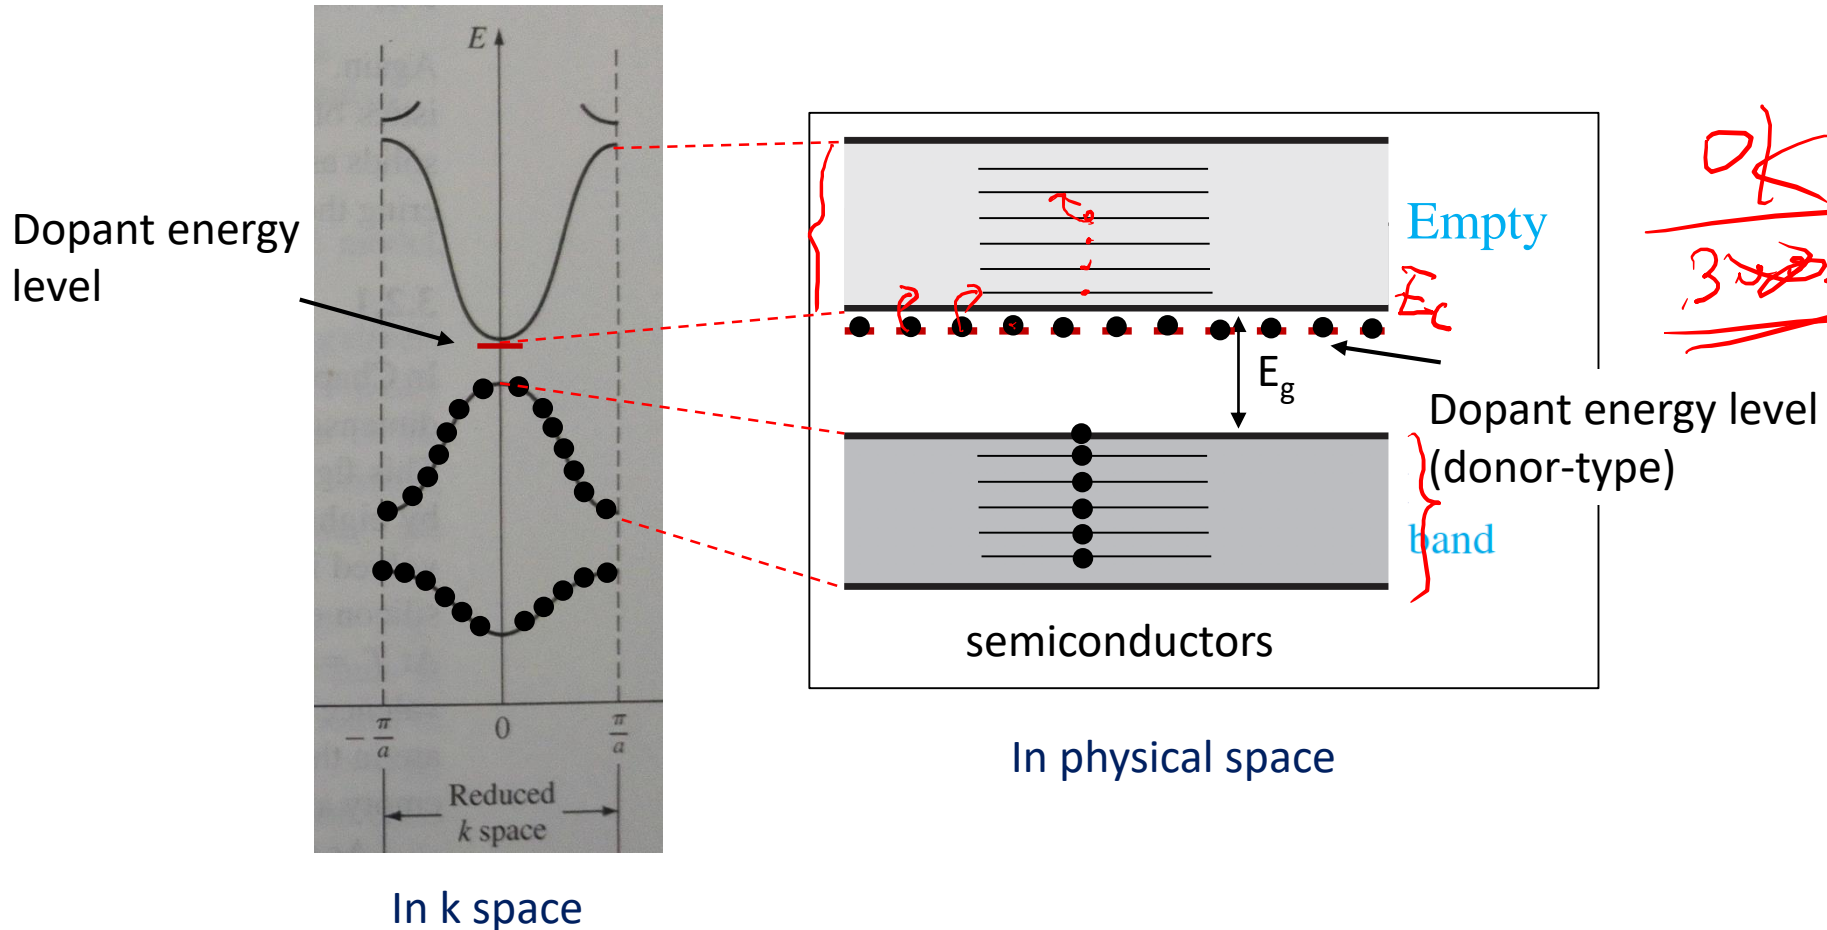 E
Dopant energy
level
-π/a
0
π/a
Reduced
k space
In k space
0K
Empty
Ec
Eg
Dopant energy level
(donor-type)
band
semiconductors
In physical space